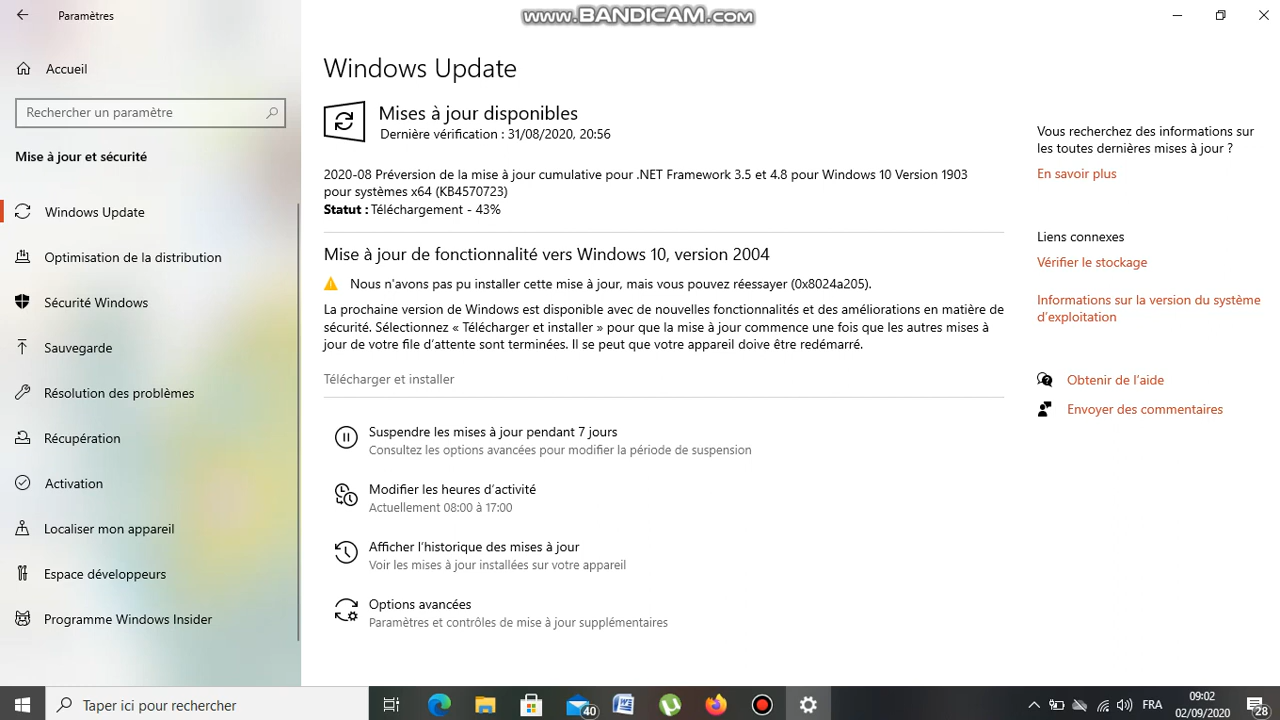 Paramètres
www.BANDICAM.com
Accueil
Rechercher un paramètre
Mise à jour et sécurité
Windows Update
Optimisation de la distribution
Sécurité Windows
Sauvegarde
Résolution des problèmes
Récupération
Activation
Localiser mon appareil
Espace développeurs
Programme Windows Insider
Windows Update
Mises à jour disponibles
Dernière vérification : 31/08/2020, 20:56
2020-08 Préversion de la mise à jour cumulative pour .NET Framework 3.5 et 4.8 pour Windows 10 Version 1903
pour systèmes x64 (KB4570723)
Statut : Téléchargement - 43%
Mise à jour de fonctionnalité vers Windows 10, version 2004
Nous n'avons pas pu installer cette mise à jour, mais vous pouvez réessayer (0x8024a205).
La prochaine version de Windows est disponible avec de nouvelles fonctionnalités et des améliorations en matière de
sécurité. Sélectionnez « Télécharger et installer » pour que la mise à jour commence une fois que les autres mises à
jour de votre file d'attente sont terminées. Il se peut que votre appareil doive être redémarré.
Télécharger et installer
Suspendre les mises à jour pendant 7 jours
Consultez les options avancées pour modifier la période de suspension
Modifier les heures d'activité
Actuellement 08:00 à 17:00
Afficher l'historique des mises à jour
Voir les mises à jour installées sur votre appareil
Options avancées
Paramètres et contrôles de mise à jour supplémentaires
Vous recherchez des informations sur
les toutes dernières mises à jour ?
En savoir plus
Liens connexes
Vérifier le stockage
Informations sur la version du système
d'exploitation
Obtenir de l'aide
Envoyer des commentaires
Taper ici pour rechercher
40
FRA
09:02
02/09/2020
28